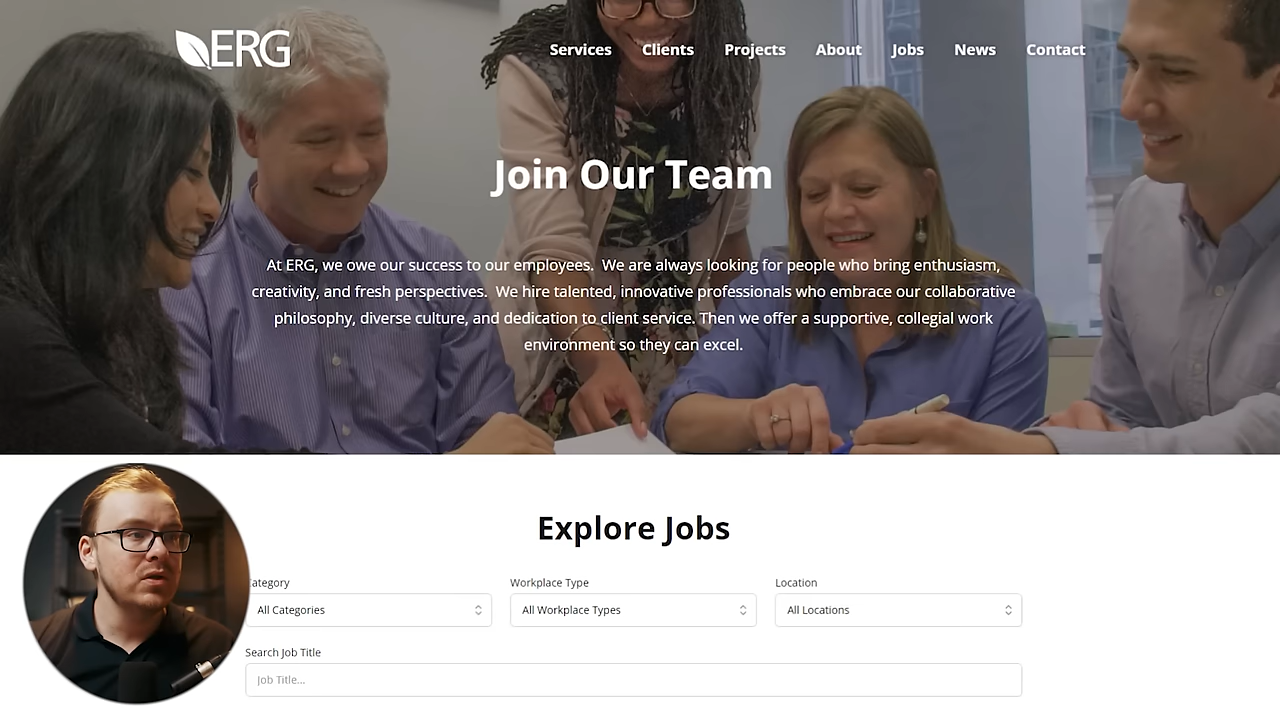 ERG
Services Clients Projects About Jobs News Contact
Join Our Team
At ERG, we owe our success to our employees.  We are always looking for people who bring enthusiasm,
creativity, and fresh perspectives.  We hire talented, innovative professionals who embrace our collaborative
philosophy, diverse culture, and dedication to client service. Then we offer a supportive, collegial work
environment so they can excel.
Explore Jobs
ategory Workplace Type Location
All Categories All Workplace Types All Locations
Search Job Title
Job Title...